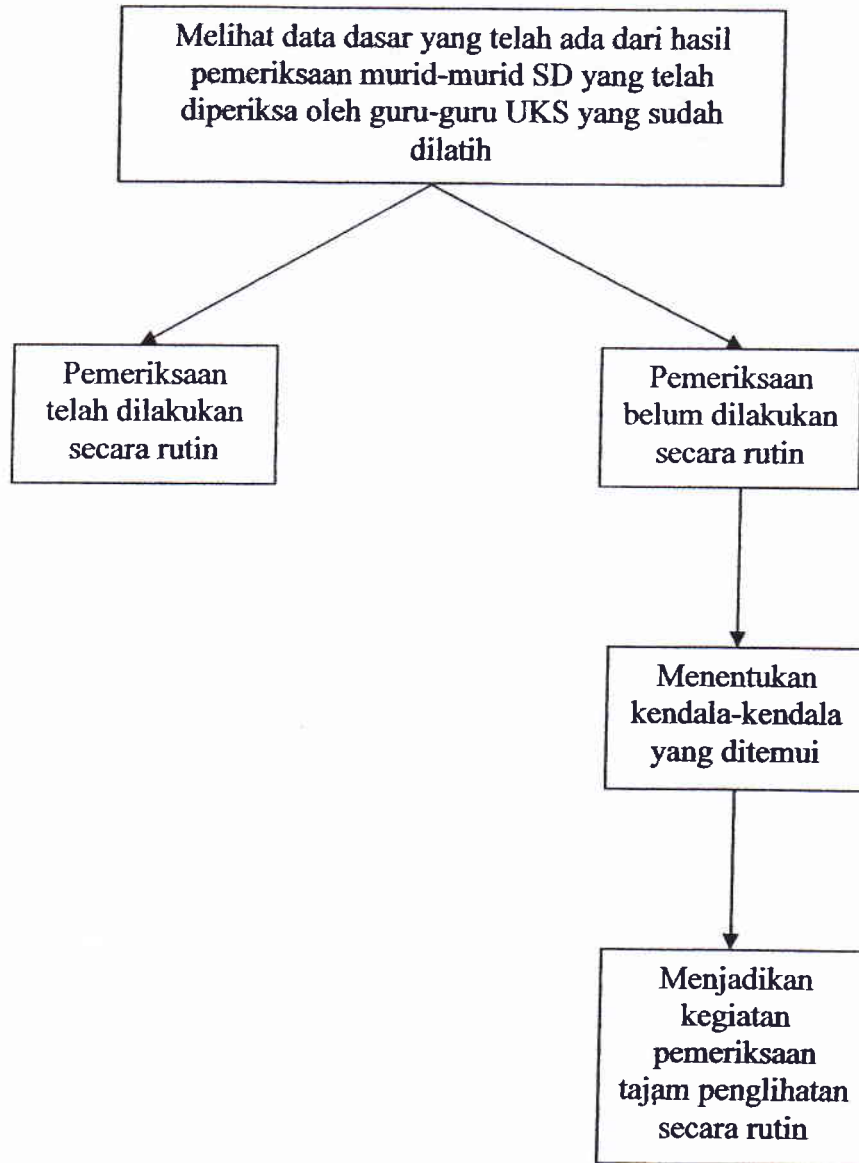 Melihat data dasar yang telah ada dari hasil
pemeriksaan murid-murid SD yang telah
diperiksa oleh guru-guru UKS yang sudah
dilatih
Pemeriksaan
telah dilakukan
secara rutin
Pemeriksaan
belum dilakukan
secara rutin
Menentukan
kendala-kendala
yang ditemui
Menjadikan
kegiatan
pemeriksaan
tajam penglihatan
secara rutin